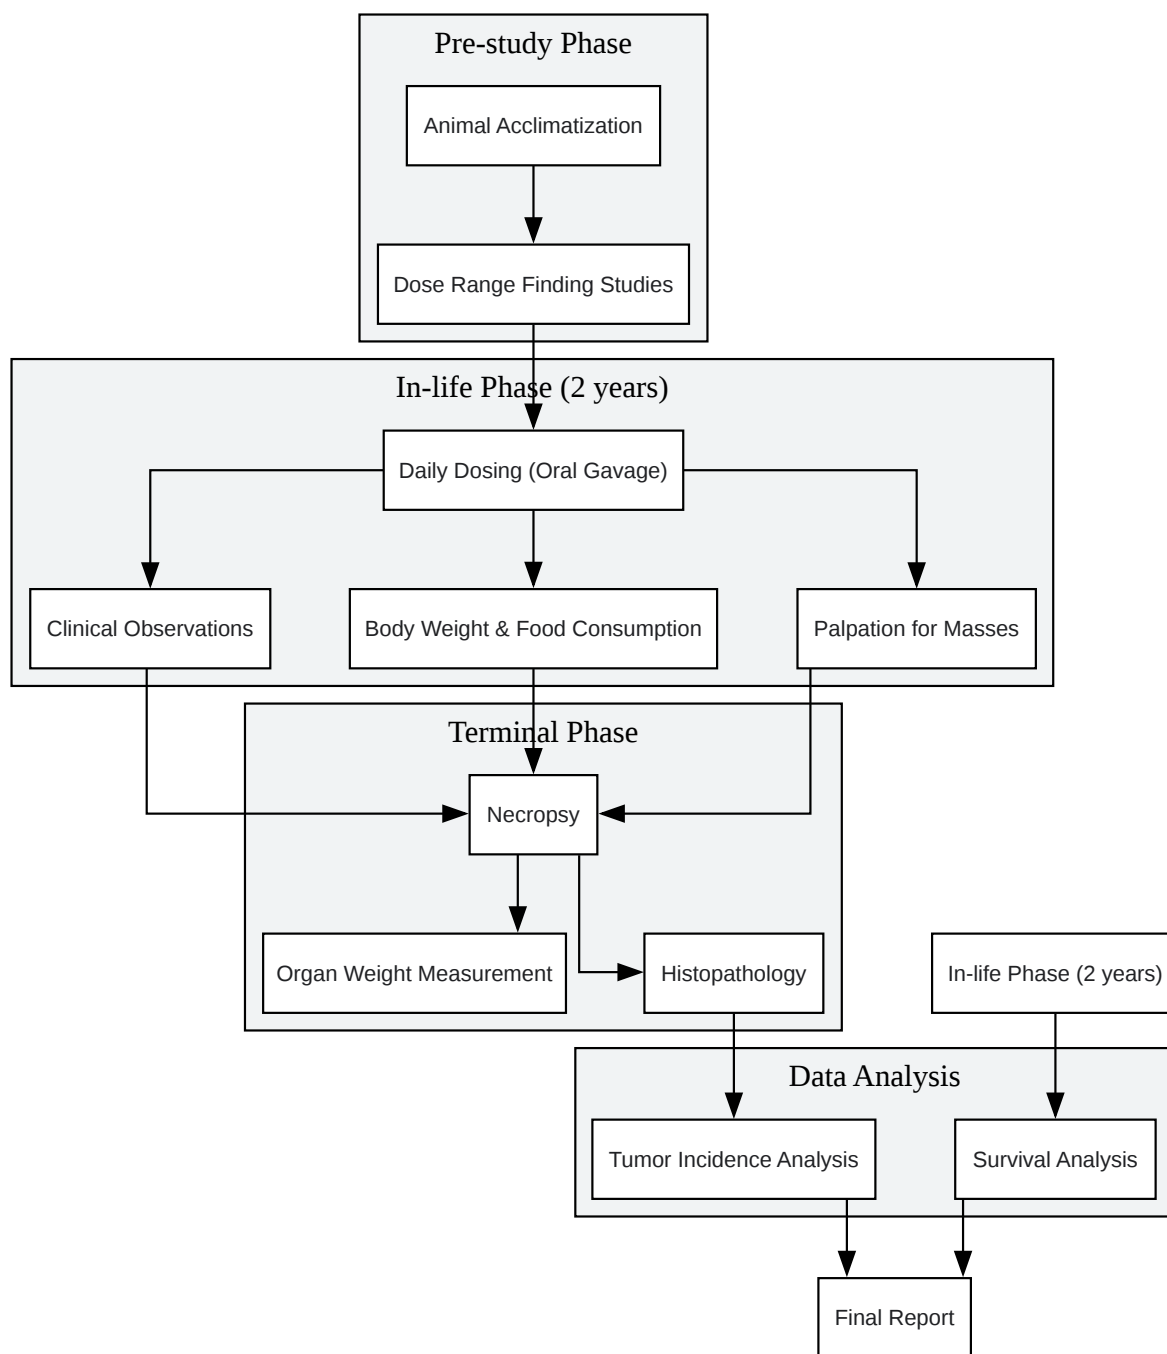 Pre-study Phase
Animal Acclimatization
Dose Range Finding Studies
In-life Phase (2 years)
Daily Dosing (Oral Gavage)
Clinical Observations
Body Weight & Food Consumption
Palpation for Masses
Terminal Phase
Necropsy
Organ Weight Measurement
Histopathology
In-life Phase (2 years)
Data Analysis
Tumor Incidence Analysis
Survival Analysis
Final Report